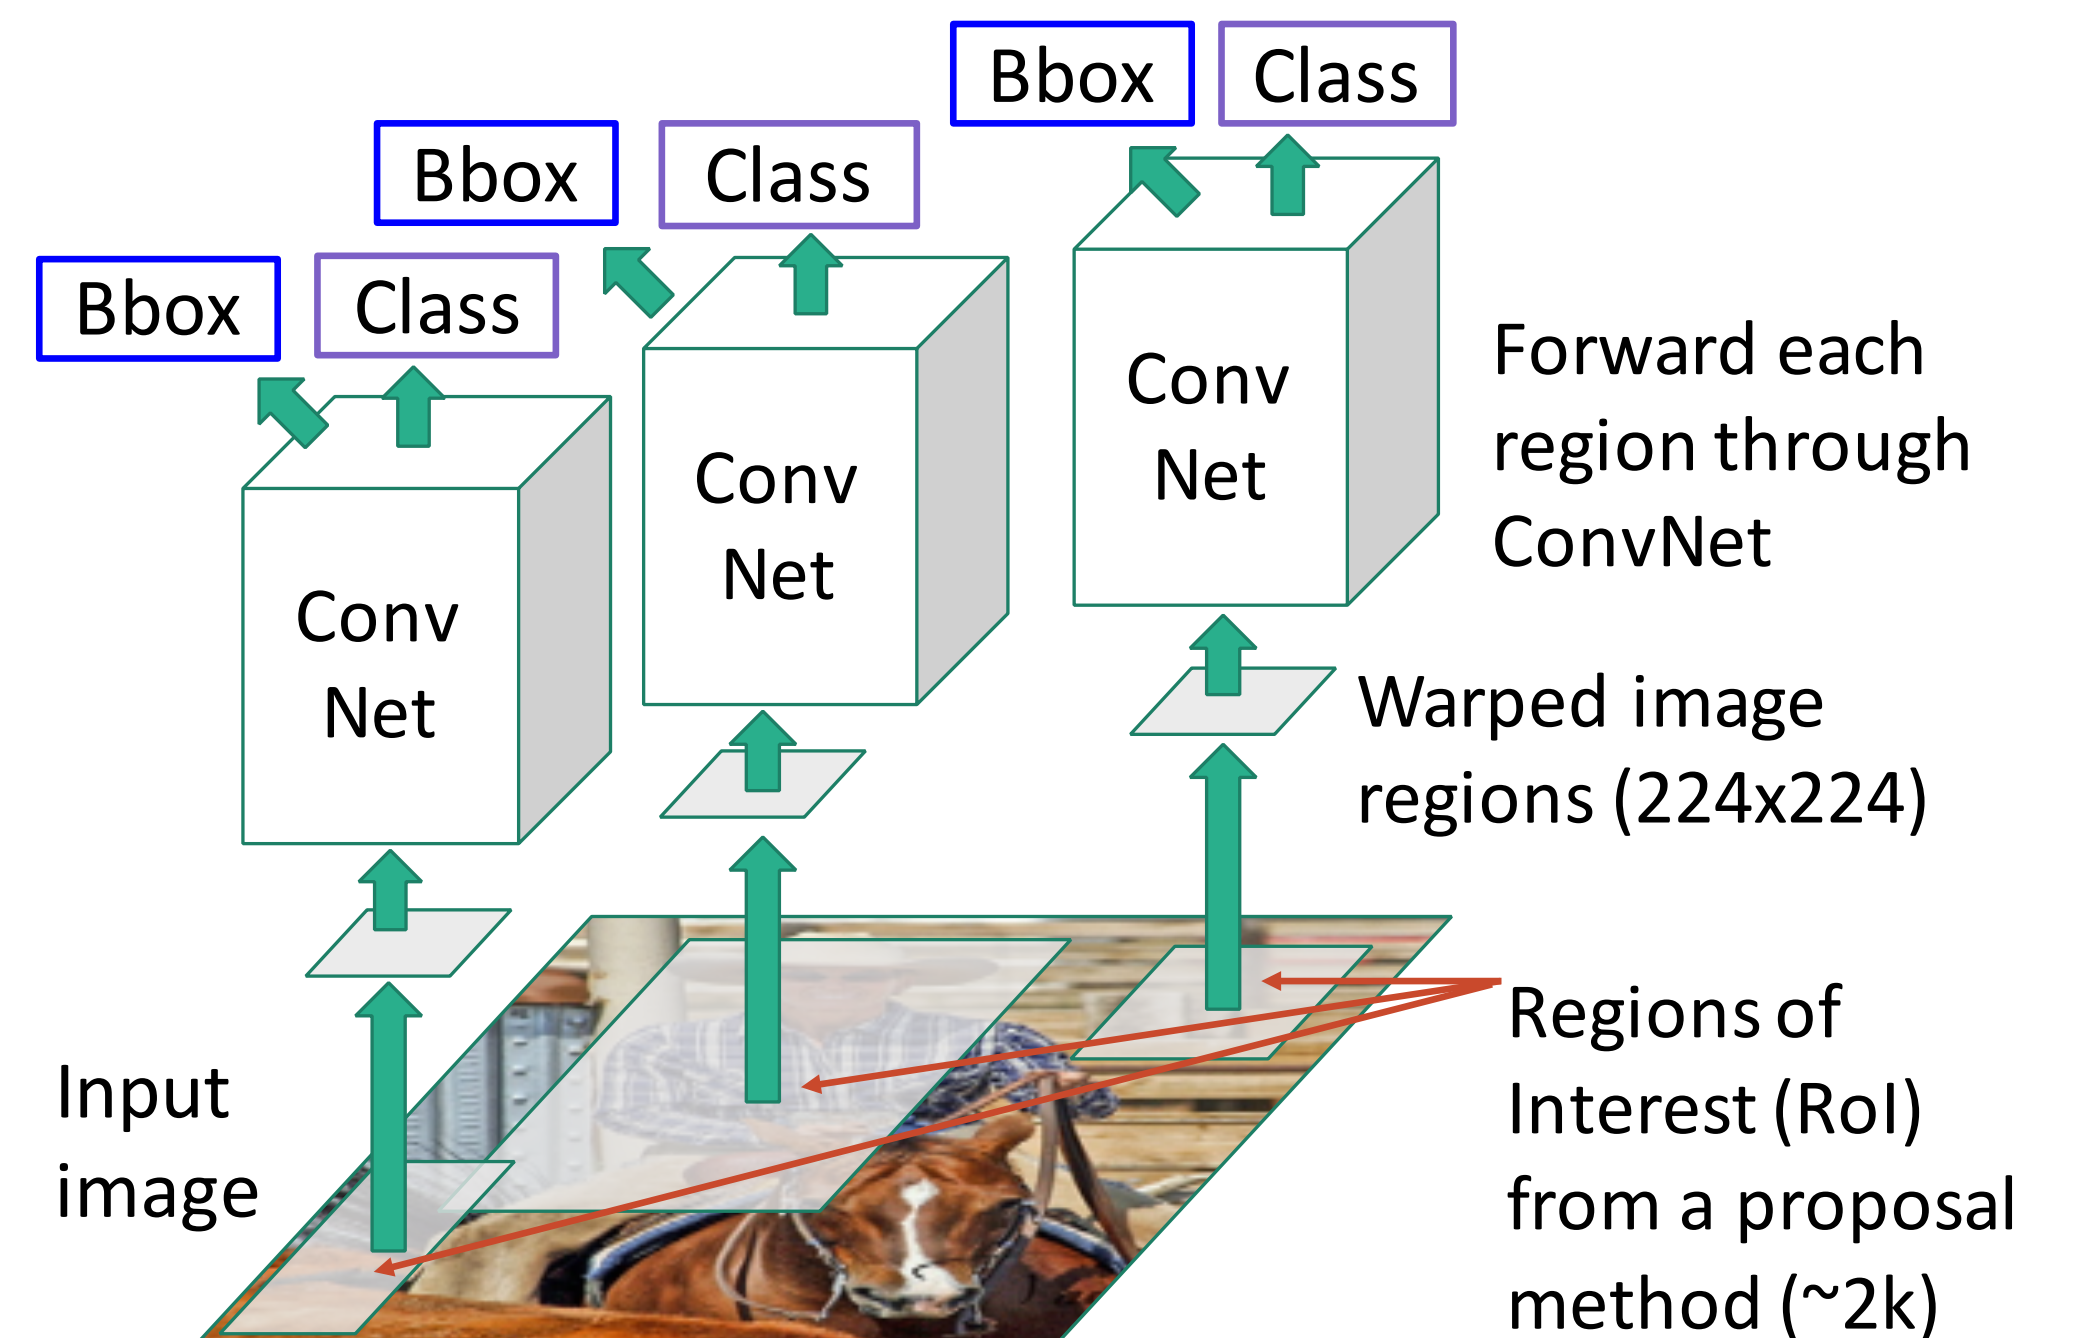 Bbox
Class
Bbox
Class
Bbox
Class
Conv
Net
Conv
Net
Conv
Net
Forward each
region through
ConvNet
Warped image
regions (224x224)
Input
image
Regions of
Interest (RoI)
from a proposal
method (~2k)